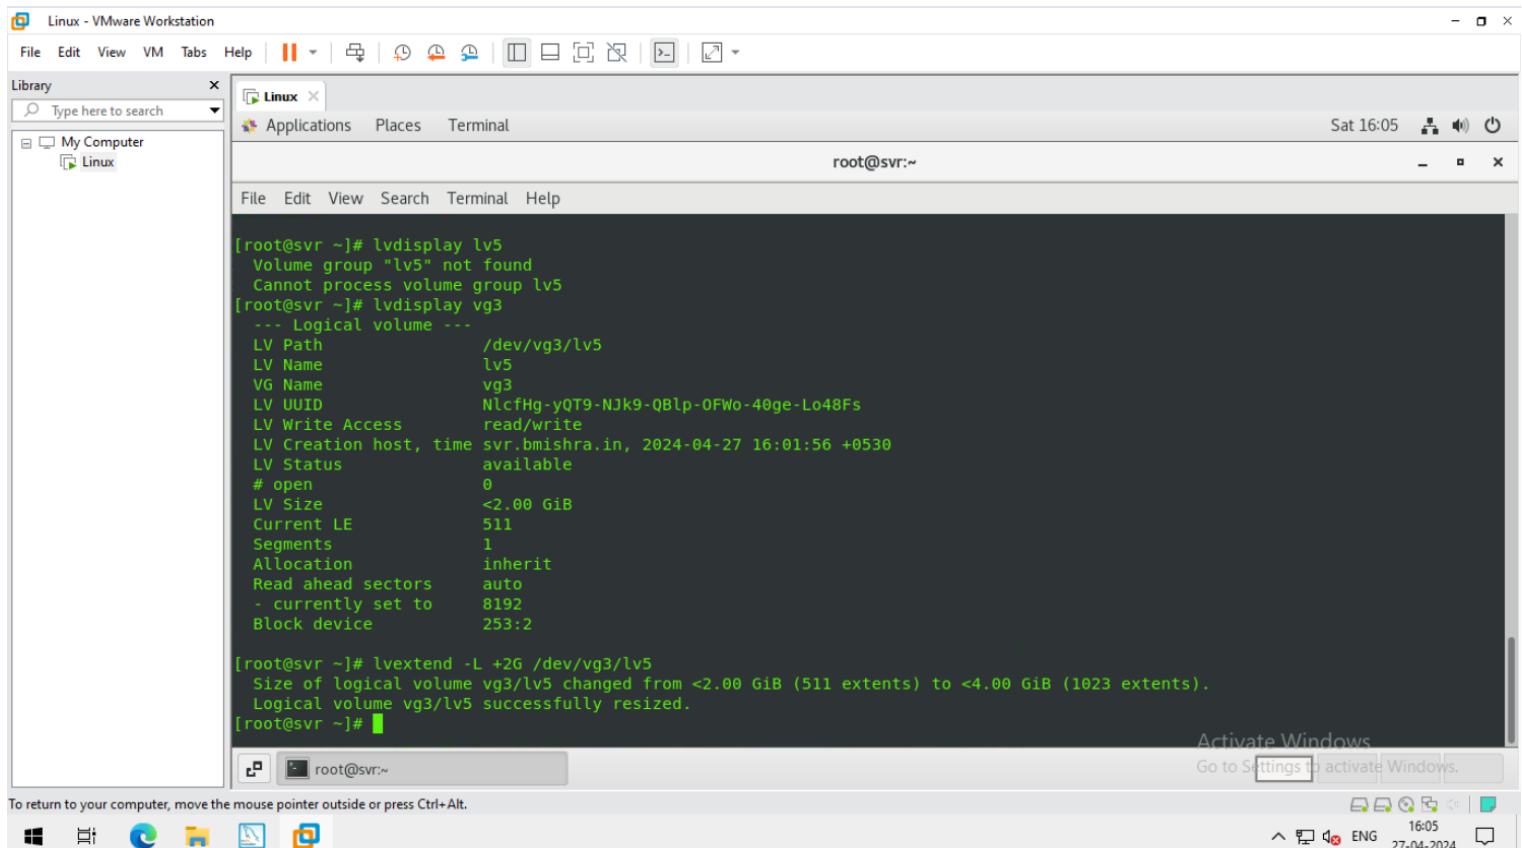 Linux - VMware Workstation
File Edit View VM Tabs Help
Library
Type here to search
My Computer
Linux
Linux
Applications Places Terminal
Sat 16:05
root@svr:~
File Edit View Search Terminal Help
[root@svr ~]# lvdisplay lv5
Volume group "lv5" not found
Cannot process volume group lv5
[root@svr ~]# lvdisplay vg3
--- Logical volume ---
LV Path /dev/vg3/lv5
LV Name lv5
VG Name vg3
LV UUID NlcfHg-yQT9-NJk9-QBlp-OFWo-40ge-Lo48Fs
LV Write Access read/write
LV Creation host, time svr.bmishra.in, 2024-04-27 16:01:56 +0530
LV Status available
# open 0
LV Size <2.00 GiB
Current LE 511
Segments 1
Allocation inherit
Read ahead sectors auto
- currently set to 8192
Block device 253:2
[root@svr ~]# lvextend -L +2G /dev/vg3/lv5
Size of logical volume vg3/lv5 changed from <2.00 GiB (511 extents) to <4.00 GiB (1023 extents).
Logical volume vg3/lv5 successfully resized.
[root@svr ~]#
Activate Windows
Go to Settings to activate Windows.
root@svr:~
To return to your computer, move the mouse pointer outside or press Ctrl+Alt.
ENG
16:05
27-04-2024